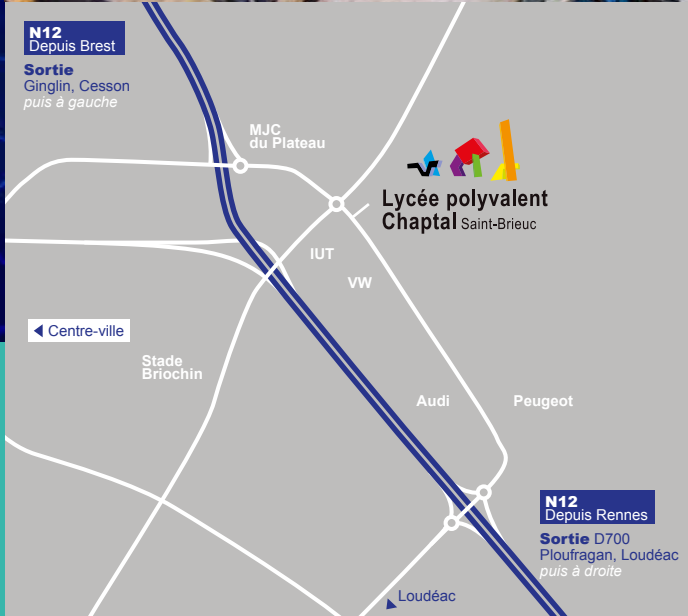 N12
Depuis Brest
Sortie
Ginglin, Cesson
puis à gauche
MJC
du Plateau
Lycée polyvalent
Chaptal Saint-Brieuc
IUT
VW
Centre-ville
Stade
Briochin
Audi
Peugeot
N12
Depuis Rennes
Sortie D700
Ploufragan, Loudéac
puis à droite
Loudéac